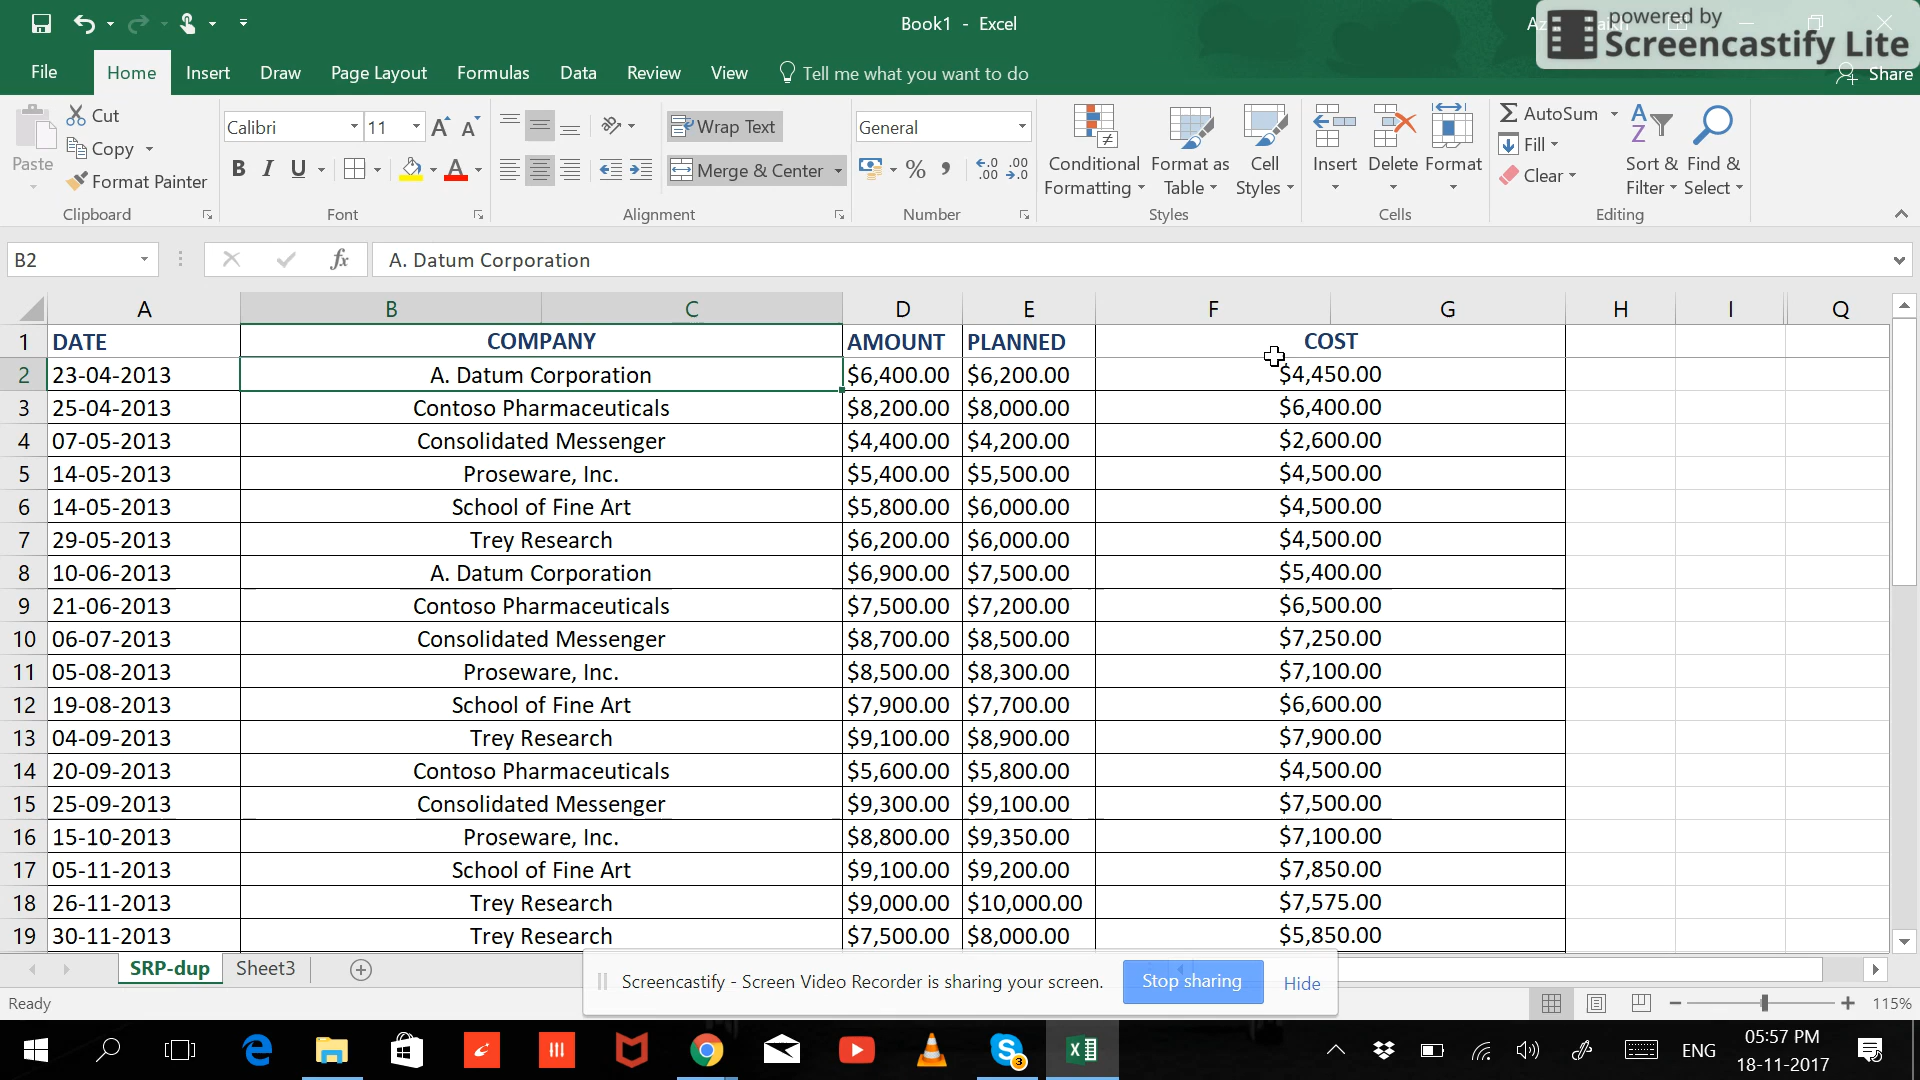 Book1 - Excel
powered by
Screencastify Lite
File Home Insert Draw Page Layout Formulas Data Review View Tell me what you want to do Share
Paste
Cut
Copy
Format Painter
Clipboard
Calibri 11
B I U
Font
Wrap Text
Merge & Center
Alignment
General
Number
Conditional Formatting
Format as Table
Cell Styles
Styles
Insert Delete Format
Cells
AutoSum
Fill
Clear
Sort & Filter
Find & Select
Editing
B2 fx A. Datum Corporation
A B C D E F G H I Q
1 DATE COMPANY AMOUNT PLANNED COST
2 23-04-2013 A. Datum Corporation $6,400.00 $6,200.00 $4,450.00
3 25-04-2013 Contoso Pharmaceuticals $8,200.00 $8,000.00 $6,400.00
4 07-05-2013 Consolidated Messenger $4,400.00 $4,200.00 $2,600.00
5 14-05-2013 Proseware, Inc. $5,400.00 $5,500.00 $4,500.00
6 14-05-2013 School of Fine Art $5,800.00 $6,000.00 $4,500.00
7 29-05-2013 Trey Research $6,200.00 $6,000.00 $4,500.00
8 10-06-2013 A. Datum Corporation $6,900.00 $7,500.00 $5,400.00
9 21-06-2013 Contoso Pharmaceuticals $7,500.00 $7,200.00 $6,500.00
10 06-07-2013 Consolidated Messenger $8,700.00 $8,500.00 $7,250.00
11 05-08-2013 Proseware, Inc. $8,500.00 $8,300.00 $7,100.00
12 19-08-2013 School of Fine Art $7,900.00 $7,700.00 $6,600.00
13 04-09-2013 Trey Research $9,100.00 $8,900.00 $7,900.00
14 20-09-2013 Contoso Pharmaceuticals $5,600.00 $5,800.00 $4,500.00
15 25-09-2013 Consolidated Messenger $9,300.00 $9,100.00 $7,500.00
16 15-10-2013 Proseware, Inc. $8,800.00 $9,350.00 $7,100.00
17 05-11-2013 School of Fine Art $9,100.00 $9,200.00 $7,850.00
18 26-11-2013 Trey Research $9,000.00 $10,000.00 $7,575.00
19 30-11-2013 Trey Research $7,500.00 $8,000.00 $5,850.00
SRP-dup Sheet3
Screencastify - Screen Video Recorder is sharing your screen. Stop sharing Hide
Ready 115%
ENG 05:57 PM
18-11-2017